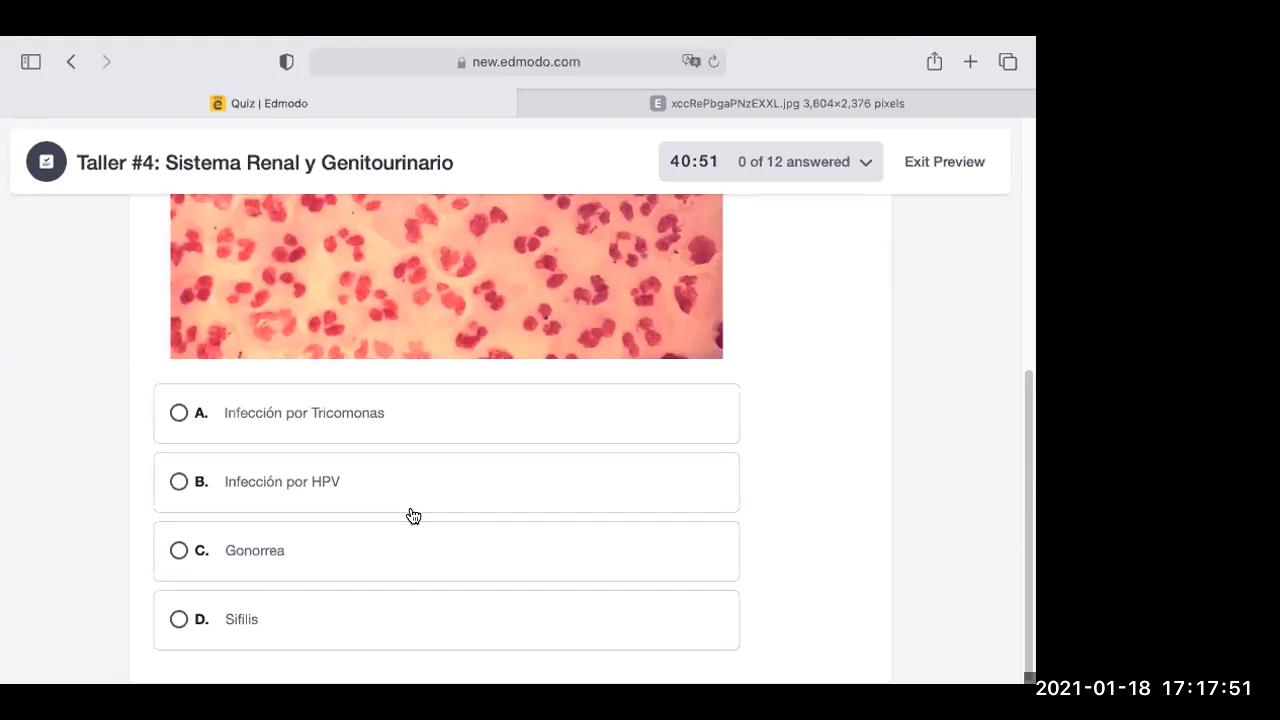 new.edmodo.com
Quiz | Edmodo
xccRePbgaPNzEXXL.jpg 3,604×2,376 pixels
Taller #4: Sistema Renal y Genitourinario
40:51 0 of 12 answered
Exit Preview
A. Infección por Tricomonas
B. Infección por HPV
C. Gonorrea
D. Sifilis
2021-01-18 17:17:51